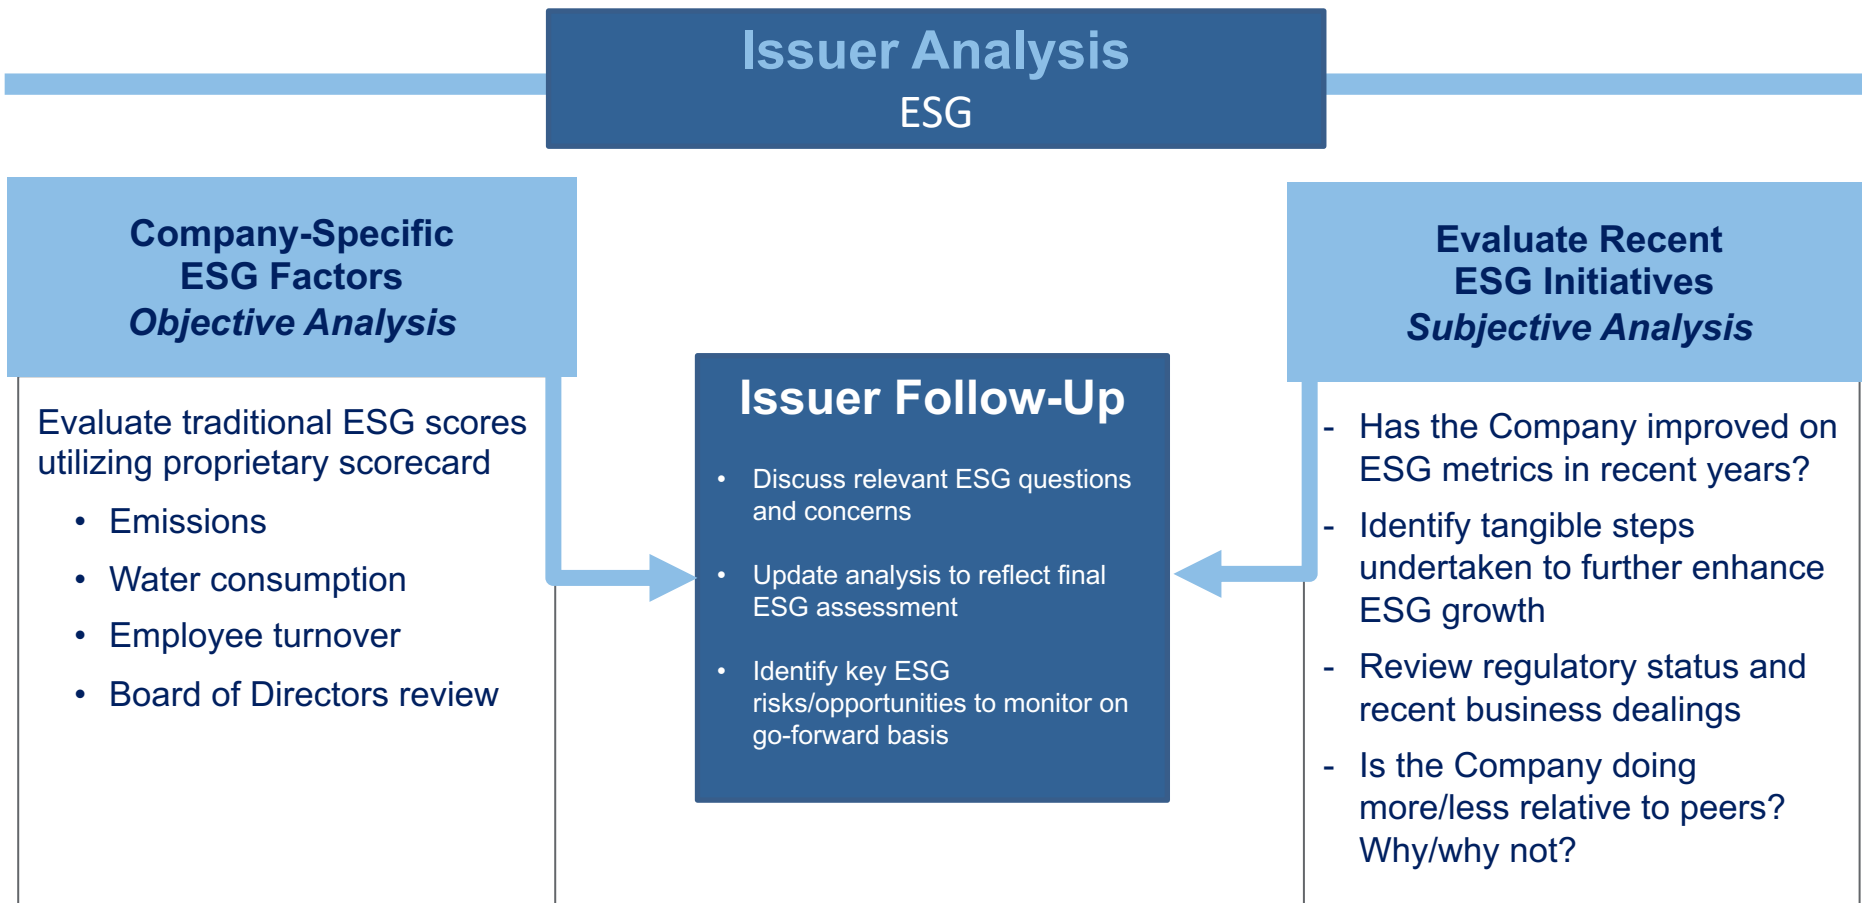 Issuer Analysis
ESG
Company-Specific
ESG Factors
Objective Analysis
Evaluate traditional ESG scores
utilizing proprietary scorecard
• Emissions
• Water consumption
• Employee turnover
• Board of Directors review
Issuer Follow-Up
• Discuss relevant ESG questions
and concerns
• Update analysis to reflect final
ESG assessment
• Identify key ESG
risks/opportunities to monitor on
go-forward basis
Evaluate Recent
ESG Initiatives
Subjective Analysis
- Has the Company improved on
ESG metrics in recent years?
- Identify tangible steps
undertaken to further enhance
ESG growth
- Review regulatory status and
recent business dealings
- Is the Company doing
more/less relative to peers?
Why/why not?